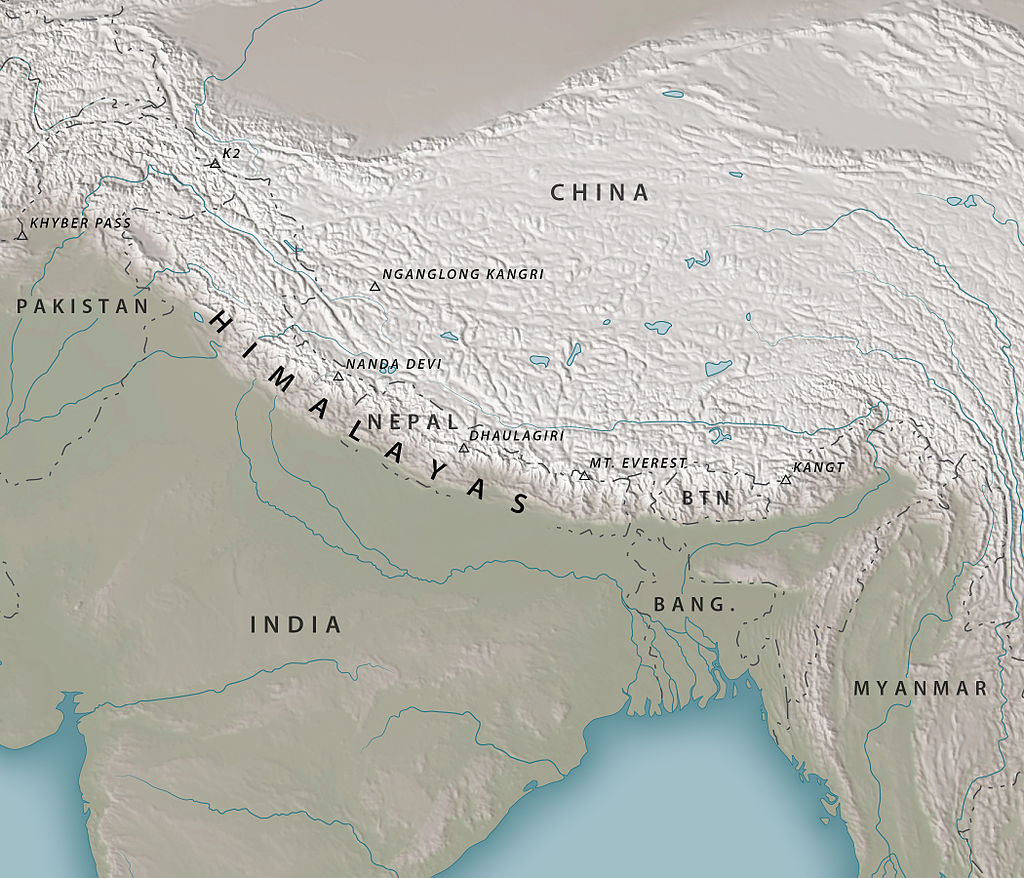 K2
CHINA
KHYBER PASS
NGANGLONG KANGRI
PAKISTAN
HIMALAYAS
NANDA DEVI
NEPAL
DHAULAGIRI
MT. EVEREST
KANGT
BTN
BANG.
INDIA
MYANMAR